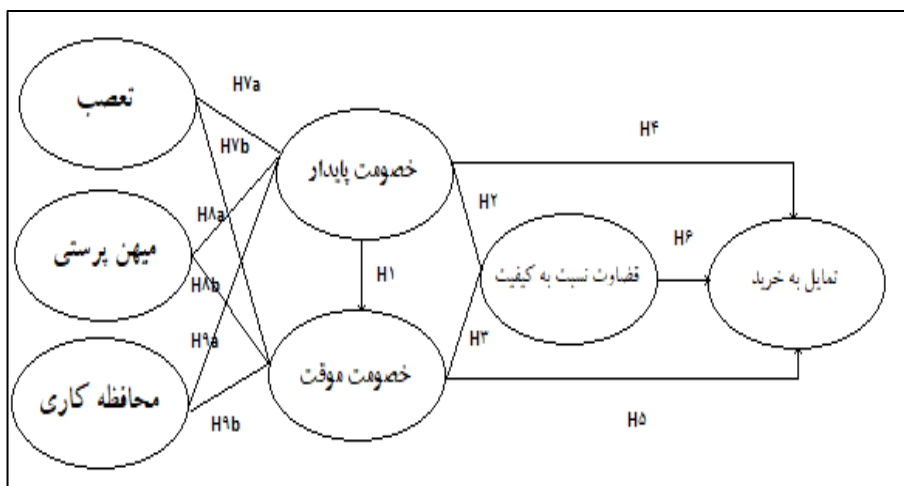 تعصب
میهن پرستی
محافظه کاری
H۷a
H۷b
H۸a
H۸b
H۹a
H۹b
خصومت پایدار
H۱
خصومت موقت
H۲
H۳
قضاوت نسبت به کیفیت
H۴
H۶
H۵
تمایل به خرید